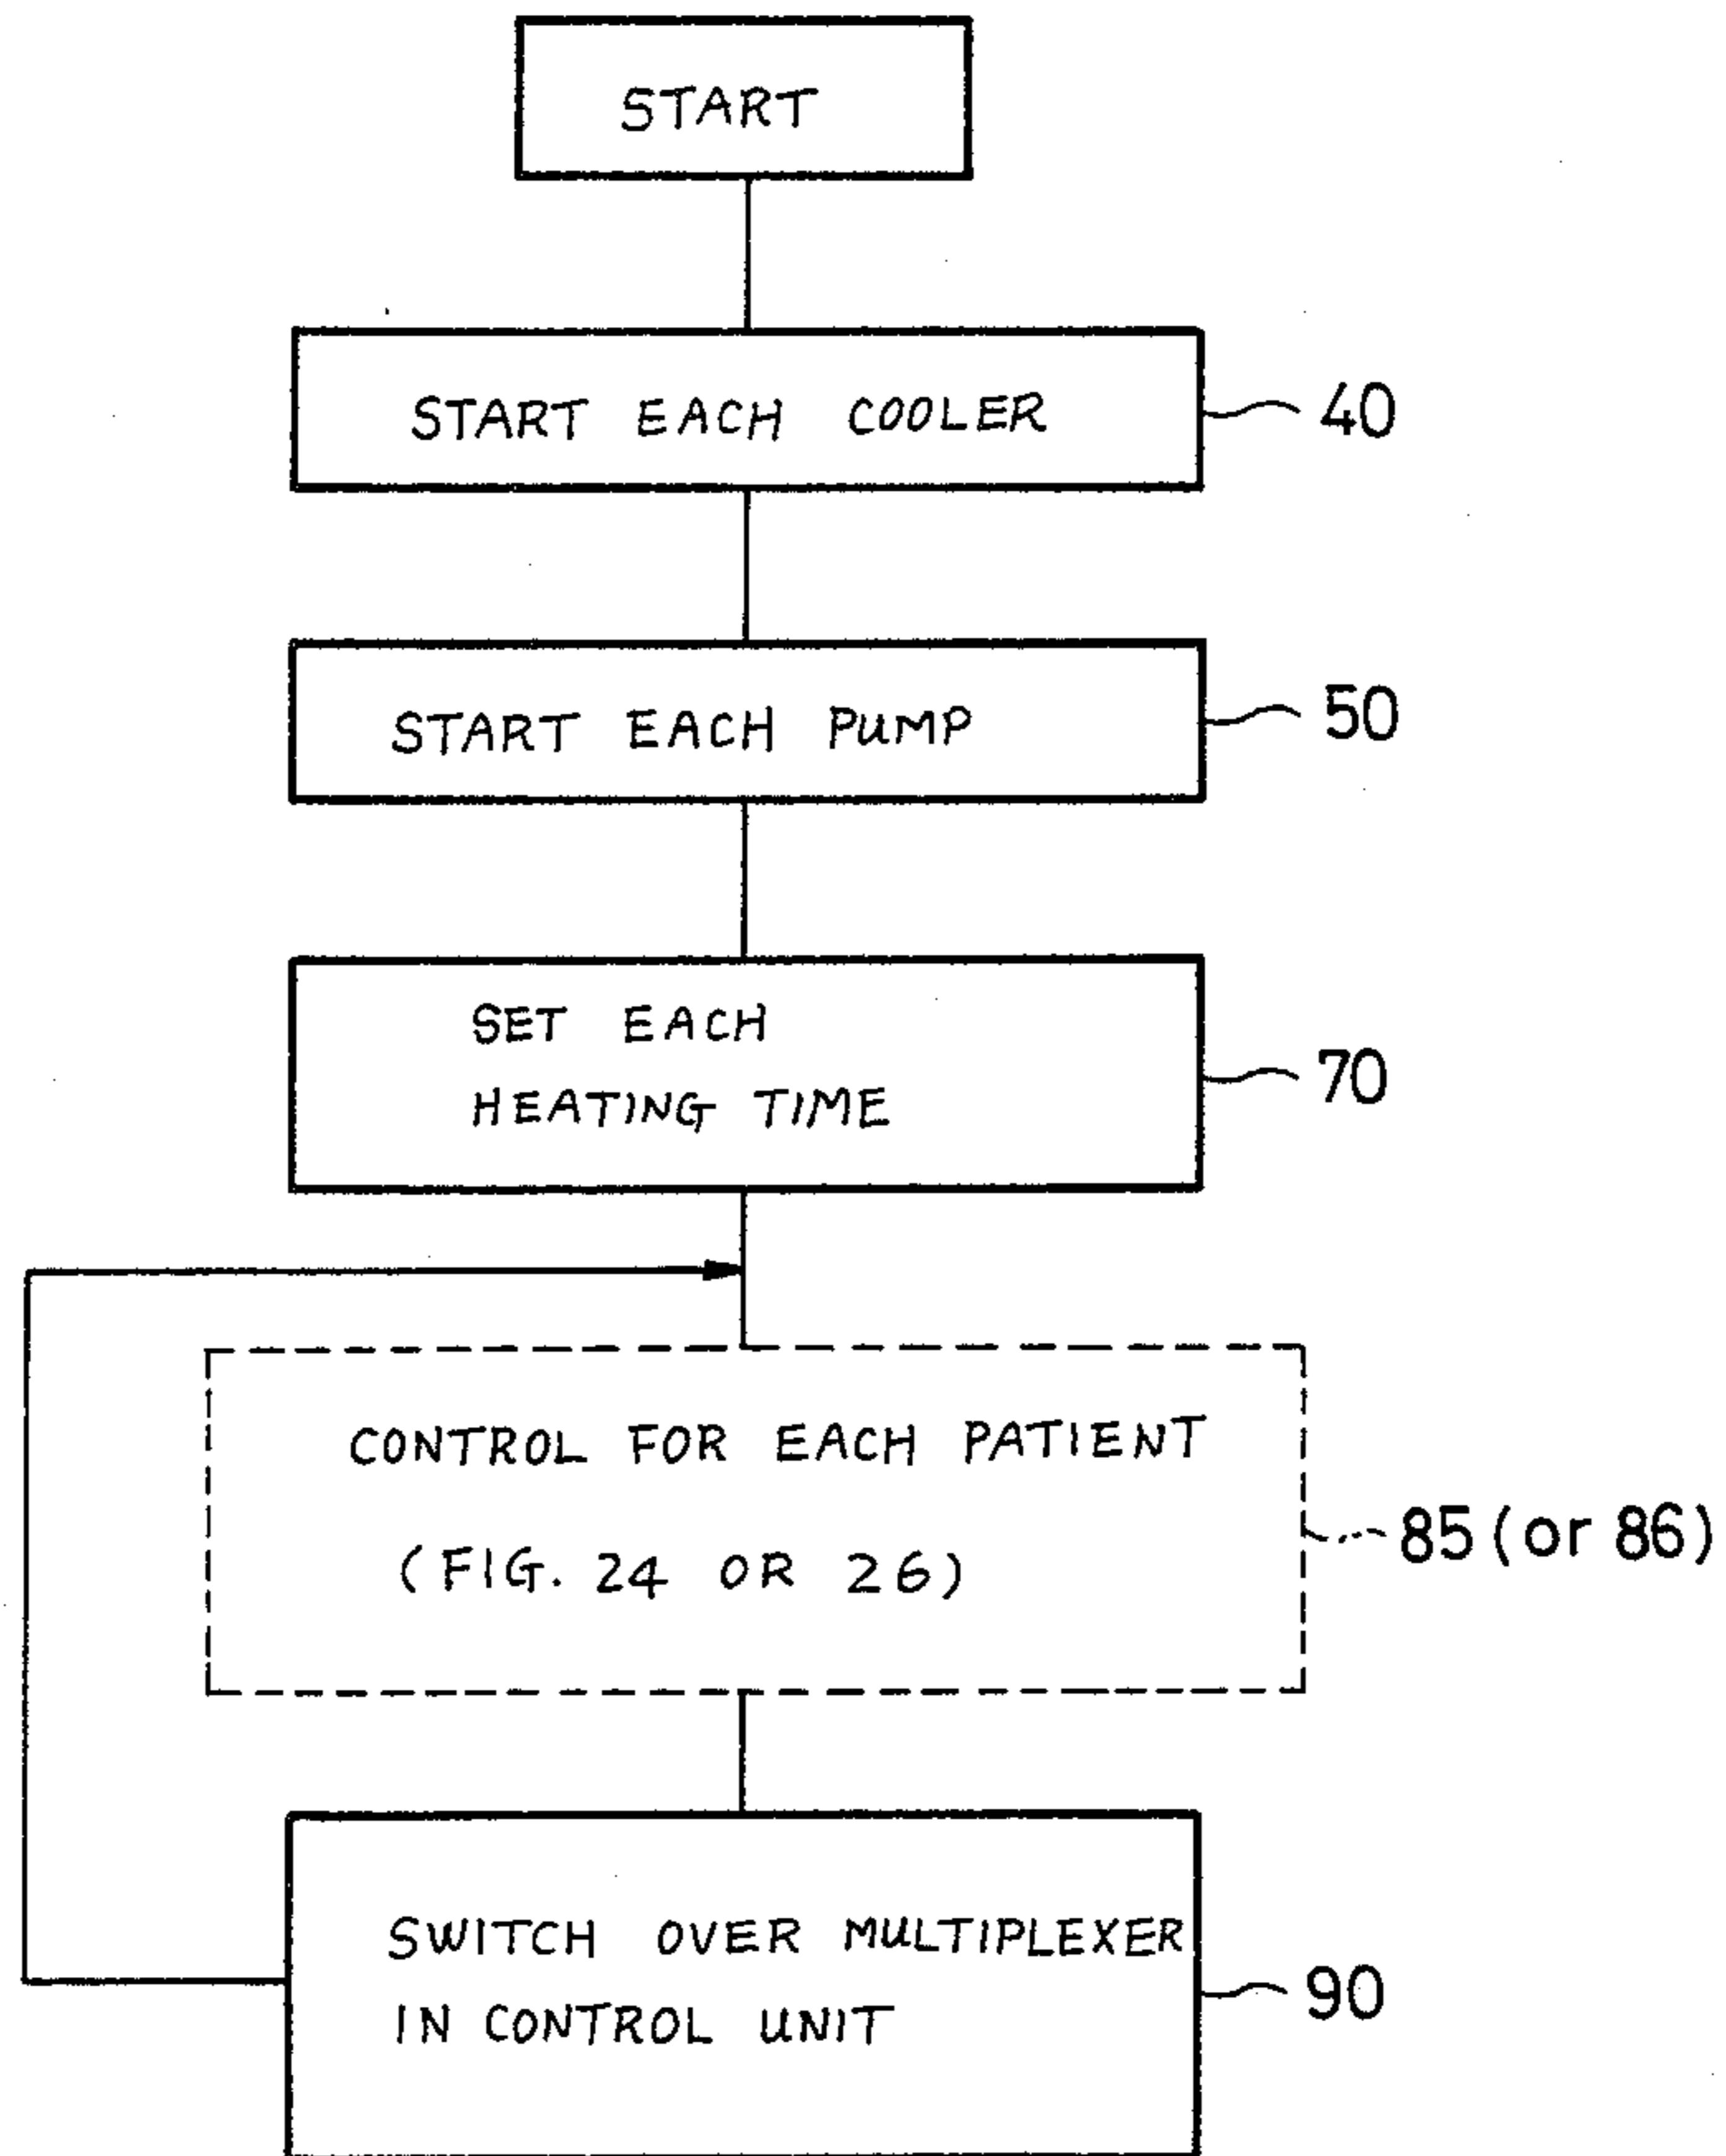 START
START EACH COOLER
40
START EACH PUMP
50
SET EACH
HEATING TIME
70
CONTROL FOR EACH PATIENT
(FIG. 24 OR 26)
85 (or 86)
SWITCH OVER MULTIPLEXER
IN CONTROL UNIT
90